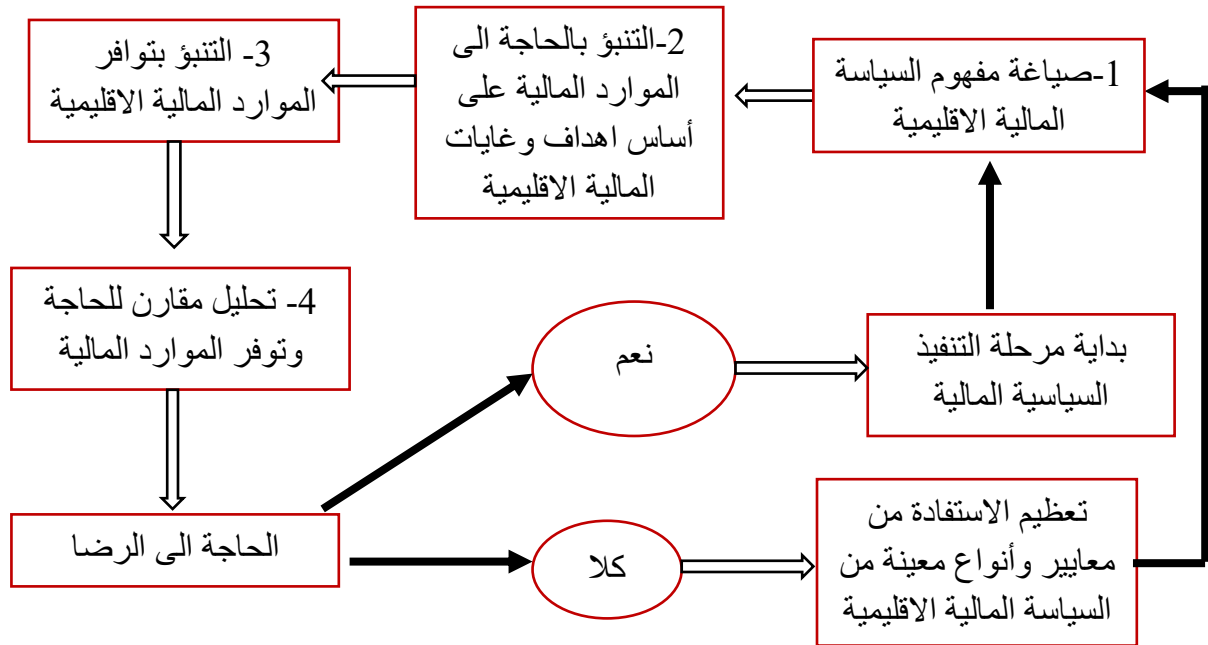 1-صياغة مفهوم السياسة
المالية الاقليمية
2-التنبؤ بالحاجة الى
الموارد المالية على
أساس اهداف وغايات
المالية الاقليمية
3- التنبؤ بتوافر
الموارد المالية الاقليمية
4- تحليل مقارن للحاجة
وتوفر الموارد المالية
الحاجة الى الرضا
نعم
بداية مرحلة التنفيذ
السياسية المالية
كلا
تعظيم الاستفادة من
معايير وأنواع معينة من
السياسة المالية الاقليمية